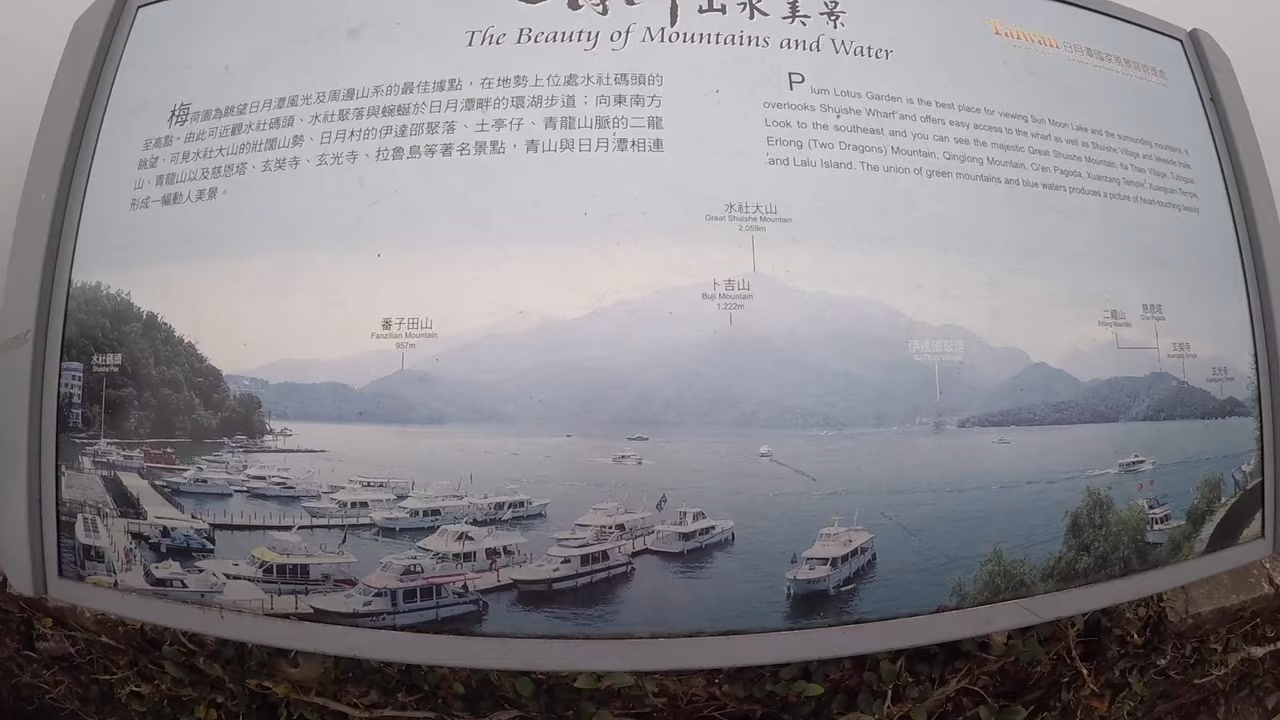 山水美景
The Beauty of Mountains and Water
Taiwan 日月潭國家風景區管理處
梅荷園為眺望日月潭風光及周邊山系的最佳據點，在地勢上位處水社碼頭的
至高點。由此可近觀水社碼頭、水社聚落與蜿蜒於日月潭畔的環湖步道；向東南方
眺望，可見水社大山的壯闊山勢、日月村的伊達邵聚落、土亭仔、青龍山脈的二龍
山、青龍山以及慈恩塔、玄奘寺、玄光寺、拉魯島等著名景點，青山與日月潭相連
形成一幅動人美景。
Plum Lotus Garden is the best place for viewing Sun Moon Lake and the surrounding mountains. It
overlooks Shuishe Wharf and offers easy access to the wharf as well as Shuishe Village and lakeside trails.
Look to the southeast and you can see the majestic Great Shuishe Mountain, Ita Thao Village, Tutingzai,
Erlong (Two Dragons) Mountain, Qinglong Mountain, Ci'en Pagoda, Xuanzang Temple, Xuanguan Temple,
and Lalu Island. The union of green mountains and blue waters produces a picture of heart-touching beauty
水社大山
Great Shuishe Mountain
2,059m
卜吉山
Buji Mountain
1,222m
番子田山
Fanzitian Mountain
957m
水社碼頭
Shuishe Pier
伊達邵聚落
Ita Thao Village
二龍山
Erlong Mountain
慈恩塔
Ci'en Pagoda
玄奘寺
Xuanzang Temple
玄光寺